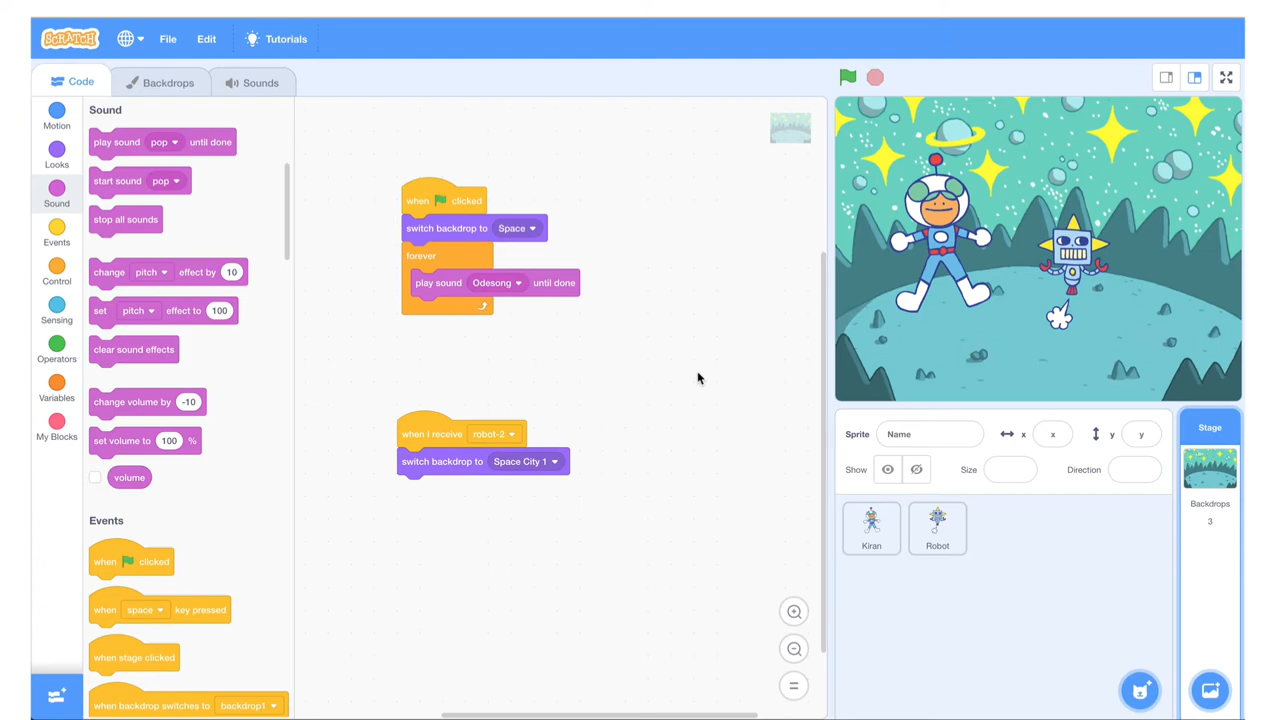 SCRATCH File Edit Tutorials
Code Backdrops Sounds
Motion
Looks
Sound
Events
Control
Sensing
Operators
Variables
My Blocks
Sound
play sound pop until done
start sound pop
stop all sounds
change pitch effect by 10
set pitch effect to 100
clear sound effects
change volume by -10
set volume to 100 %
volume
Events
when clicked
when space key pressed
when stage clicked
when backdrop switches to backdrop1
when clicked
switch backdrop to Space
forever
play sound Odesong until done
when I receive robot-2
switch backdrop to Space City 1
Sprite Name x x y y
Show Size Direction
Kiran Robot
Stage
Backdrops
3